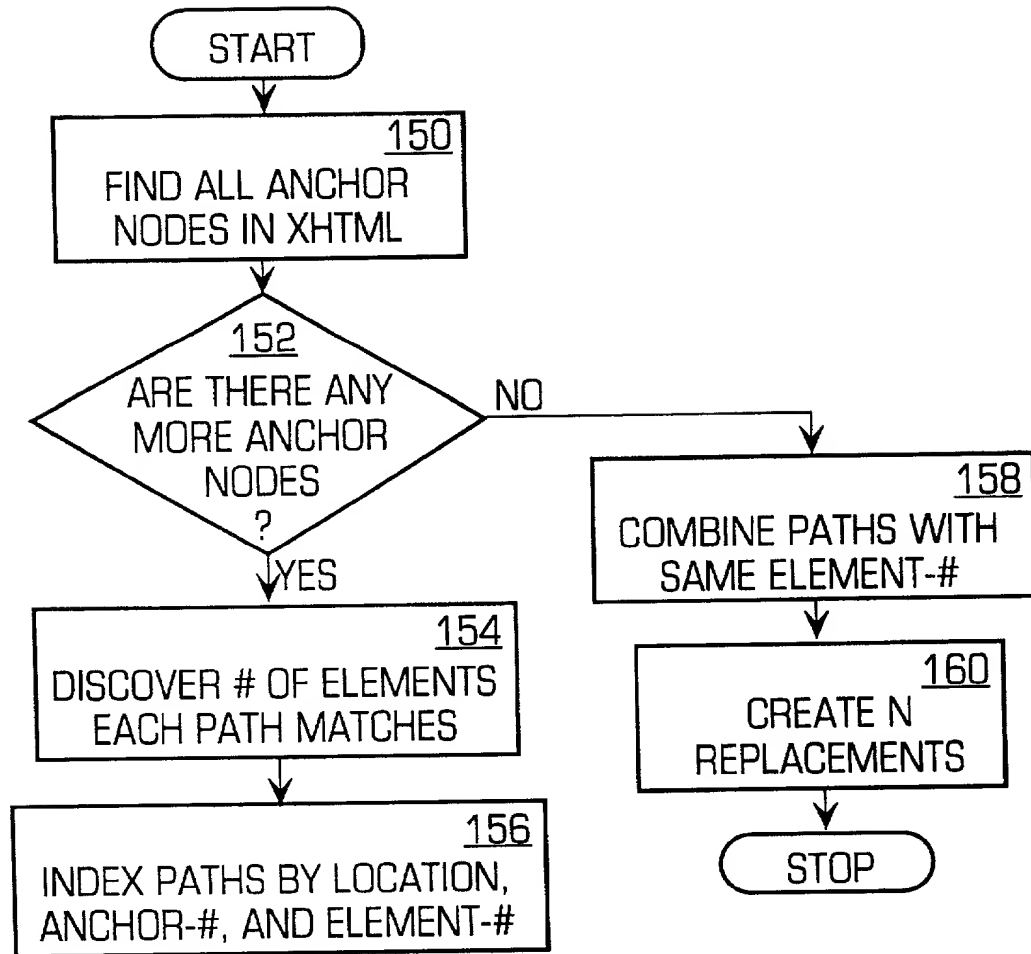 START
150
FIND ALL ANCHOR
NODES IN XHTML
152
ARE THERE ANY
MORE ANCHOR
NODES
?
NO
YES
154
DISCOVER # OF ELEMENTS
EACH PATH MATCHES
156
INDEX PATHS BY LOCATION,
ANCHOR-#, AND ELEMENT-#
158
COMBINE PATHS WITH
SAME ELEMENT-#
160
CREATE N
REPLACEMENTS
STOP